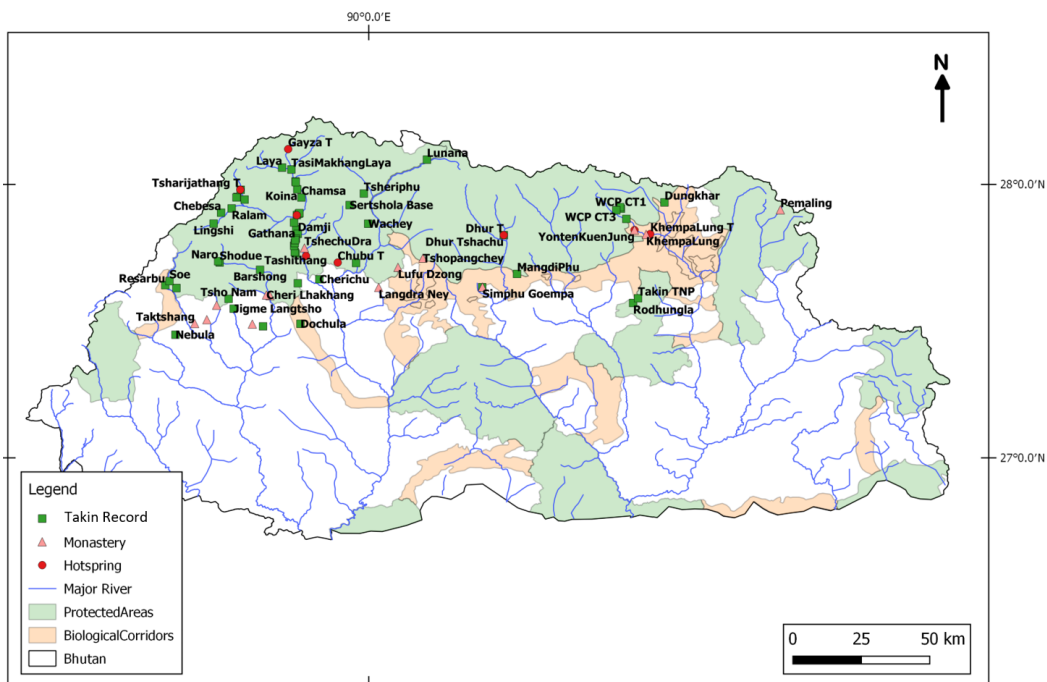 90°0.0'E
N
Gayza T
Laya
TasiMakhangLaya
Lunana
28°0.0'N
Tsharijathang T
Koina
Chamsa
Tsheriphu
Dungkhar
WCP CT1
Pemaling
Chebesa
Ralam
Sertshola Base
WCP CT3
Lingshi
Gathana
Damji
Wachey
Dhur T
KhempaLung T
TshechuDra
Dhur Tshachu
YontenKuenJung
KhempaLung
Naro
Shodue
Tashithang
Chubu T
Tshopangchey
MangdiPhu
Resarbu
Soe
Barshong
Cherichu
Lufu Dzong
Tsho Nam
Cheri Lhakhang
Langdra Ney
Simphu Goempa
Takin TNP
Taktshang
Jigme Langtsho
Rodhungla
Nebula
Dochula
27°0.0'N
Legend
Takin Record
Monastery
Hotspring
Major River
ProtectedAreas
BiologicalCorridors
Bhutan
0 25 50 km